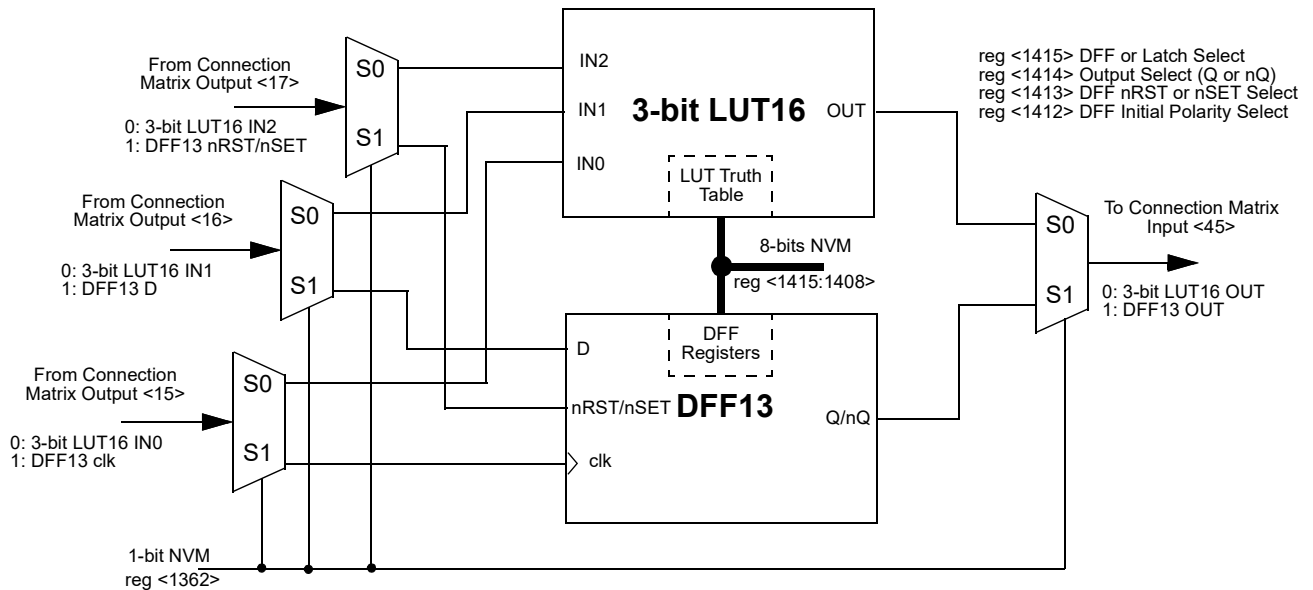 From Connection
Matrix Output <17>
0: 3-bit LUT16 IN2
1: DFF13 nRST/nSET
S0
S1
From Connection
Matrix Output <16>
0: 3-bit LUT16 IN1
1: DFF13 D
S0
S1
From Connection
Matrix Output <15>
0: 3-bit LUT16 IN0
1: DFF13 clk
S0
S1
1-bit NVM
reg <1362>
IN2
IN1
IN0
3-bit LUT16
OUT
LUT Truth
Table
8-bits NVM
reg <1415:1408>
DFF
Registers
D
nRST/nSET
DFF13
clk
Q/nQ
reg <1415> DFF or Latch Select
reg <1414> Output Select (Q or nQ)
reg <1413> DFF nRST or nSET Select
reg <1412> DFF Initial Polarity Select
S0
S1
To Connection Matrix
Input <45>
0: 3-bit LUT16 OUT
1: DFF13 OUT